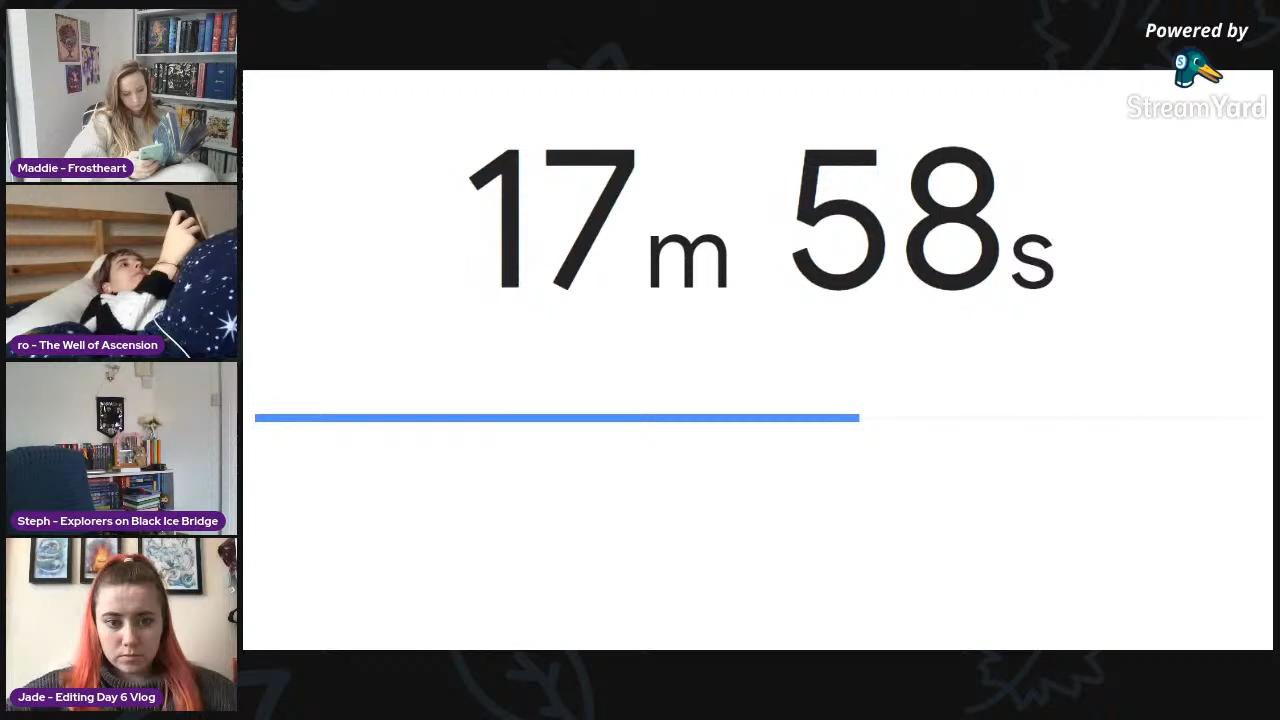 Powered by
StreamYard
17m 58s
Maddie - Frostheart
ro - The Well of Ascension
Steph - Explorers on Black Ice Bridge
Jade - Editing Day 6 Vlog